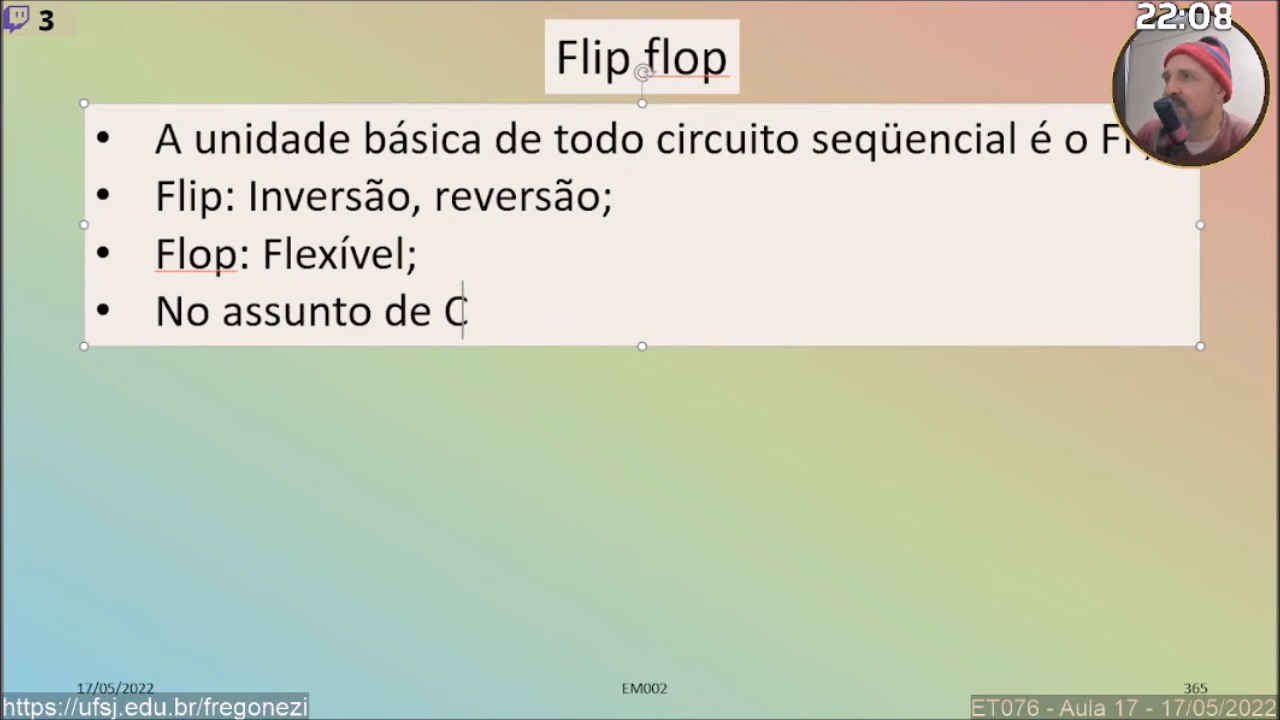 3
22:08
Flip flop
• A unidade básica de todo circuito seqüencial é o
• Flip: Inversão, reversão;
• Flop: Flexível;
• No assunto de C
17/05/2022
EM002
365
https://ufsj.edu.br/fregonezi
ET076 - Aula 17 - 17/05/2022